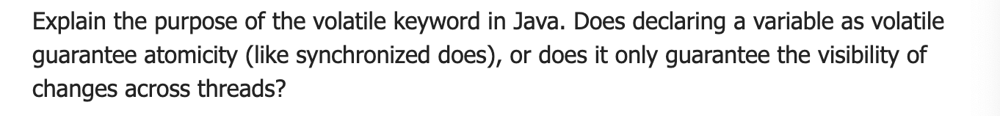 Explain the purpose of the volatile keyword in Java. Does declaring a variable as volatile
guarantee atomicity (like synchronized does), or does it only guarantee the visibility of
changes across threads?